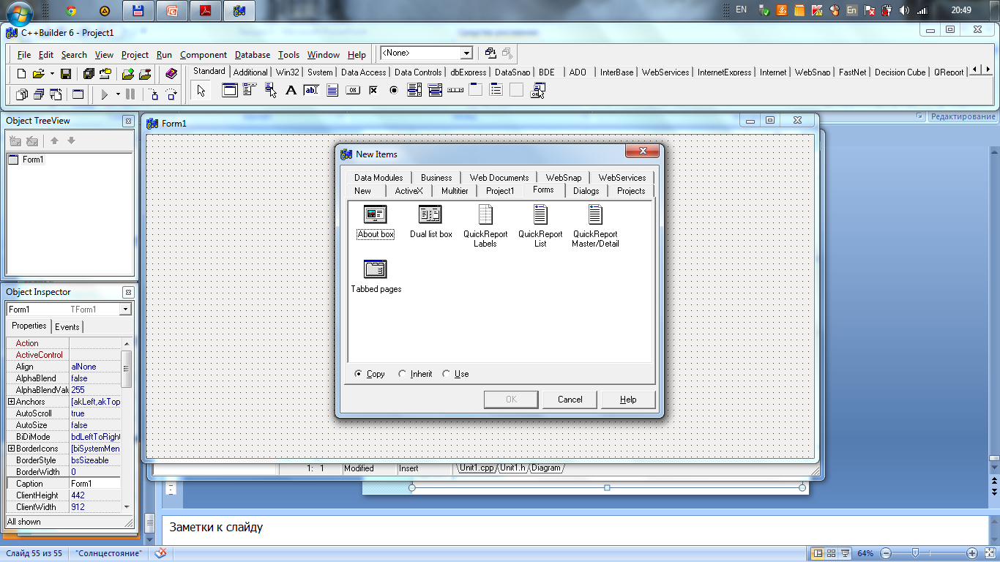 EN
En
20:49
C++Builder 6 - Project1
File Edit Search View Project Run Component Database Tools Window Help
<None>
Standard Additional Win32 System Data Access Data Controls dbExpress DataSnap BDE ADO InterBase WebServices InternetExpress Internet WebSnap FastNet Decision Cube QReport
Object TreeView
Form1
Редактирование
Form1
New Items
Data Modules Business Web Documents WebSnap WebServices
New ActiveX Multitier Project1 Forms Dialogs Projects
About box Dual list box QuickReport Labels QuickReport List QuickReport Master/Detail
Tabbed pages
Copy Inherit Use
OK Cancel Help
Object Inspector
Form1 TForm1
Properties Events
Action
ActiveControl
Align alNone
AlphaBlend false
AlphaBlendValu 255
Anchors [akLeft,akTop
AutoScroll true
AutoSize false
BiDiMode bdLeftToRight
BorderIcons [biSystemMen
BorderStyle bsSizeable
BorderWidth 0
Caption Form1
ClientHeight 442
ClientWidth 912
All shown
1: 1 Modified Insert Unit1.cpp Unit1.h Diagram
Заметки к слайду
Слайд 55 из 55 "Солнцестояние" 64%